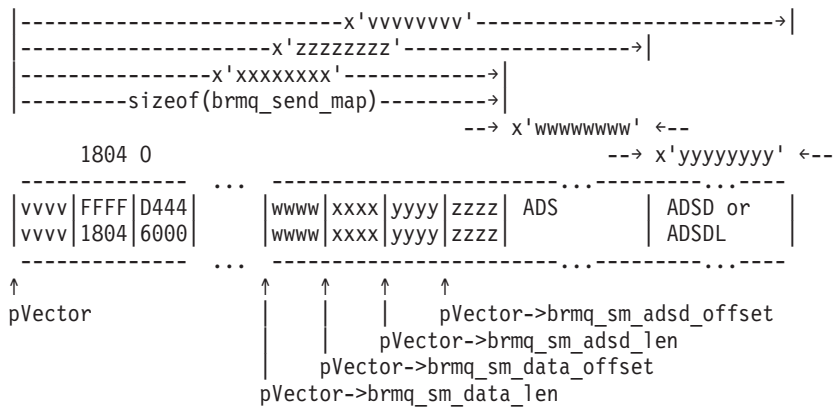 |---------------------------x'vvvvvvvv'-------------------------→|
|---------------------x'zzzzzzzz'-------------------→|
|----------------x'xxxxxxxx'------------→|
|---------sizeof(brmq_send_map)---------→|
--→ x'wwwwwwww' ←--
1804 O --→ x'yyyyyyyy' ←--
-------------- ... ------------------------...---------...----
|vvvv|FFFF|D444| |wwww|xxxx|yyyy|zzzz| ADS | ADSD or |
|vvvv|1804|6000| |wwww|xxxx|yyyy|zzzz| | ADSDL |
-------------- ... ------------------------...---------...----
↑ ↑ ↑ ↑ ↑
pVector | | | pVector->brmq_sm_adsd_offset
| | pVector->brmq_sm_adsd_len
| pVector->brmq_sm_data_offset
pVector->brmq_sm_data_len